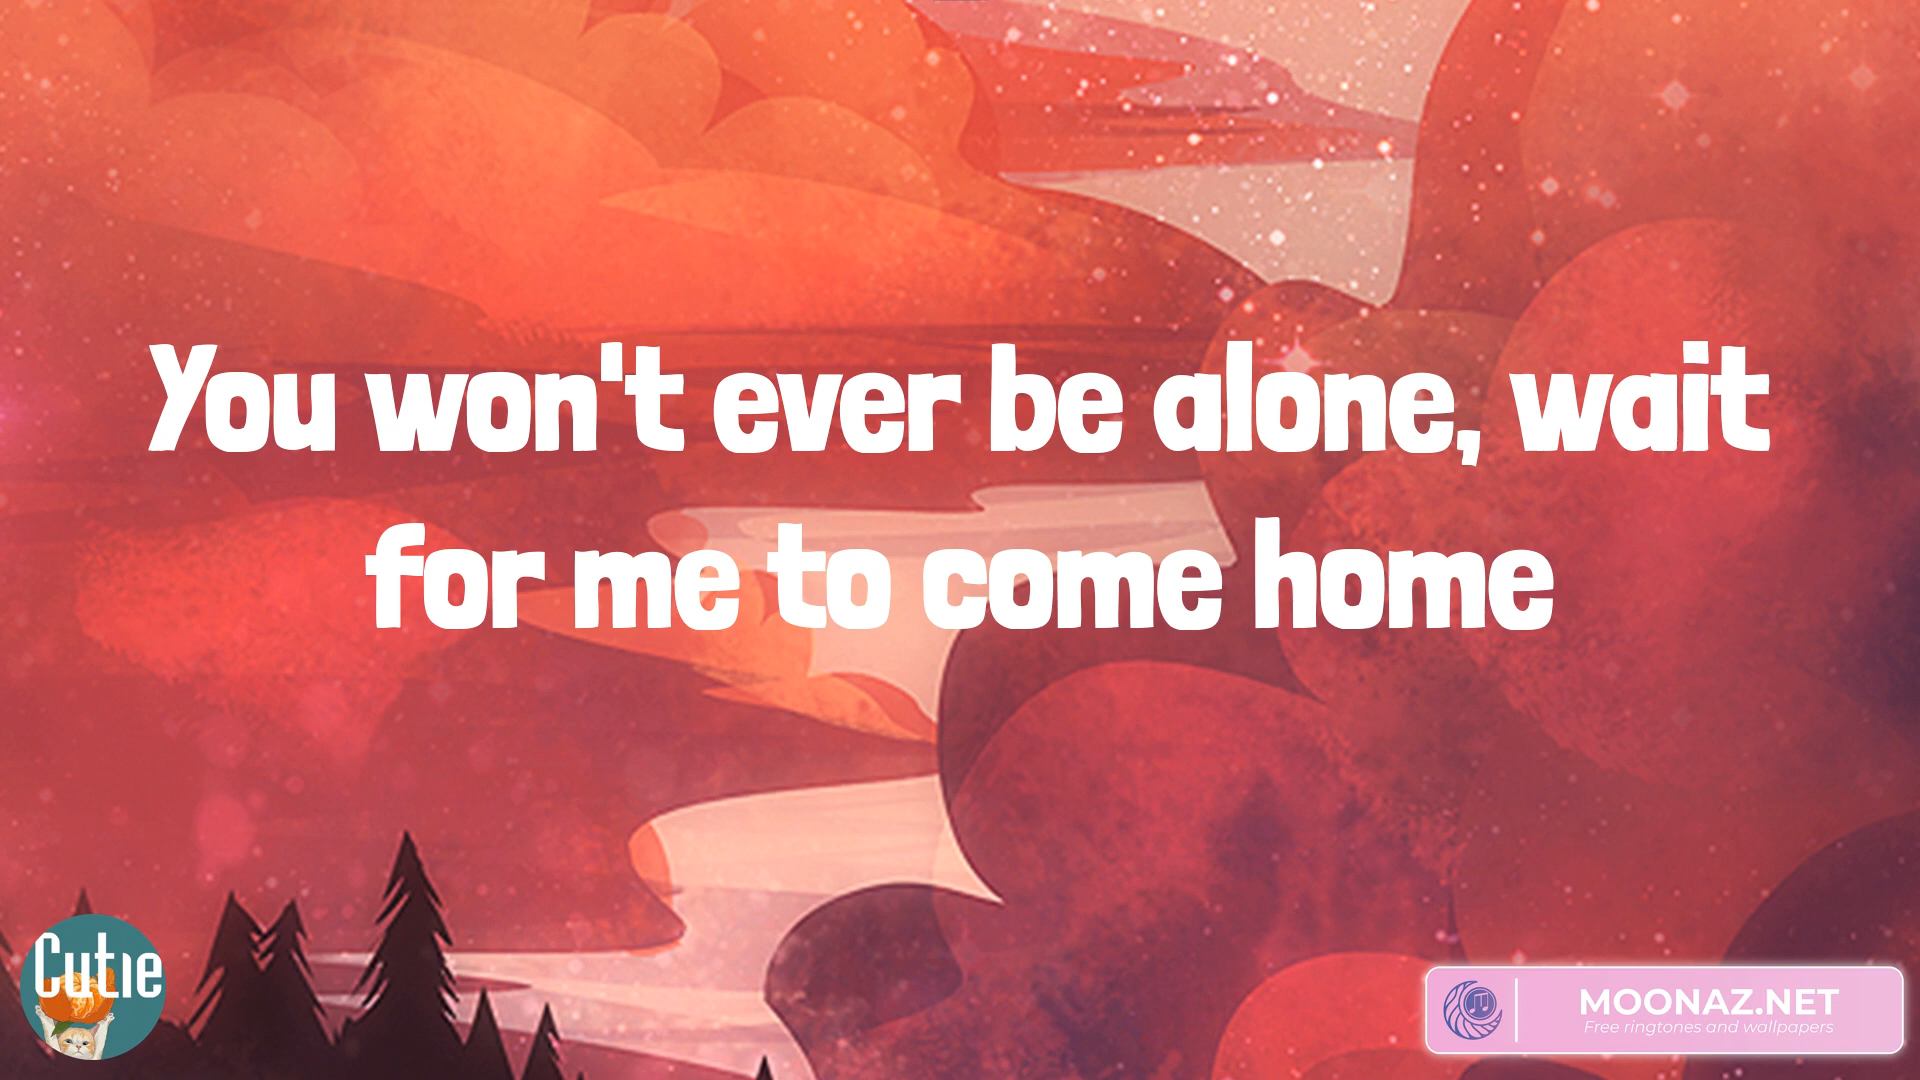 You won't ever be alone, wait
for me to come home
Cutie
MOONAZ.NET
Free ringtones and wallpapers